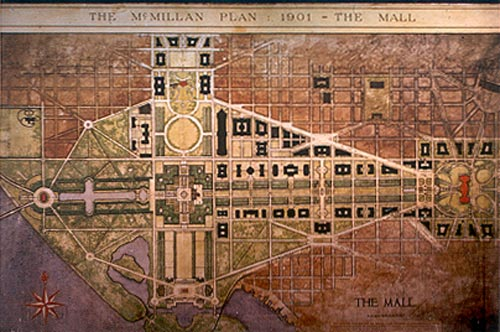 THE McMILLAN PLAN : 1901 - THE MALL
THE MALL